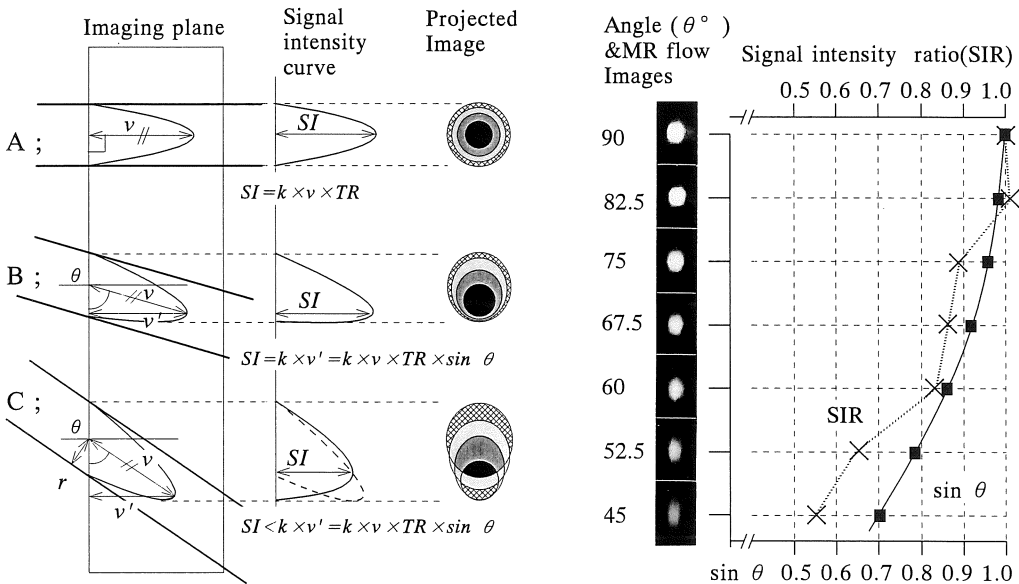 Imaging plane
Signal
intensity
curve
Projected
Image
A ;
v
SI
SI=k×v×TR
B ;
θ
v
v'
SI
SI=k×v'=k×v×TR×sin θ
C ;
θ
v
r
v'
SI
SI<k×v'=k×v×TR×sin θ
Angle (θ°)
&MR flow
Images
Signal intensity ratio(SIR)
0.5 0.6 0.7 0.8 0.9 1.0
90
82.5
75
67.5
60
52.5
45
SIR
sin θ
sin θ 0.5 0.6 0.7 0.8 0.9 1.0